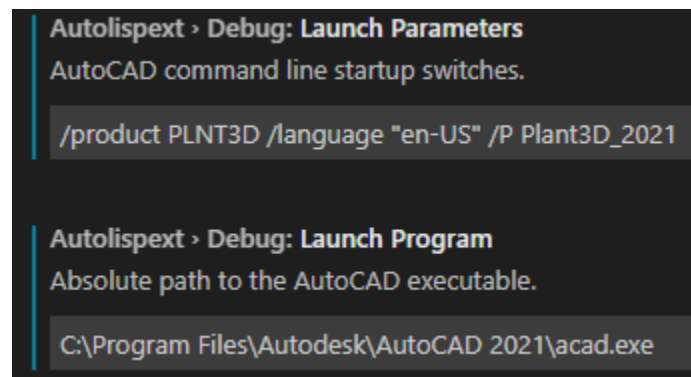 Autolispext › Debug: Launch Parameters
AutoCAD command line startup switches.
/product PLNT3D /language "en-US" /P Plant3D_2021
Autolispext › Debug: Launch Program
Absolute path to the AutoCAD executable.
C:\Program Files\Autodesk\AutoCAD 2021\acad.exe